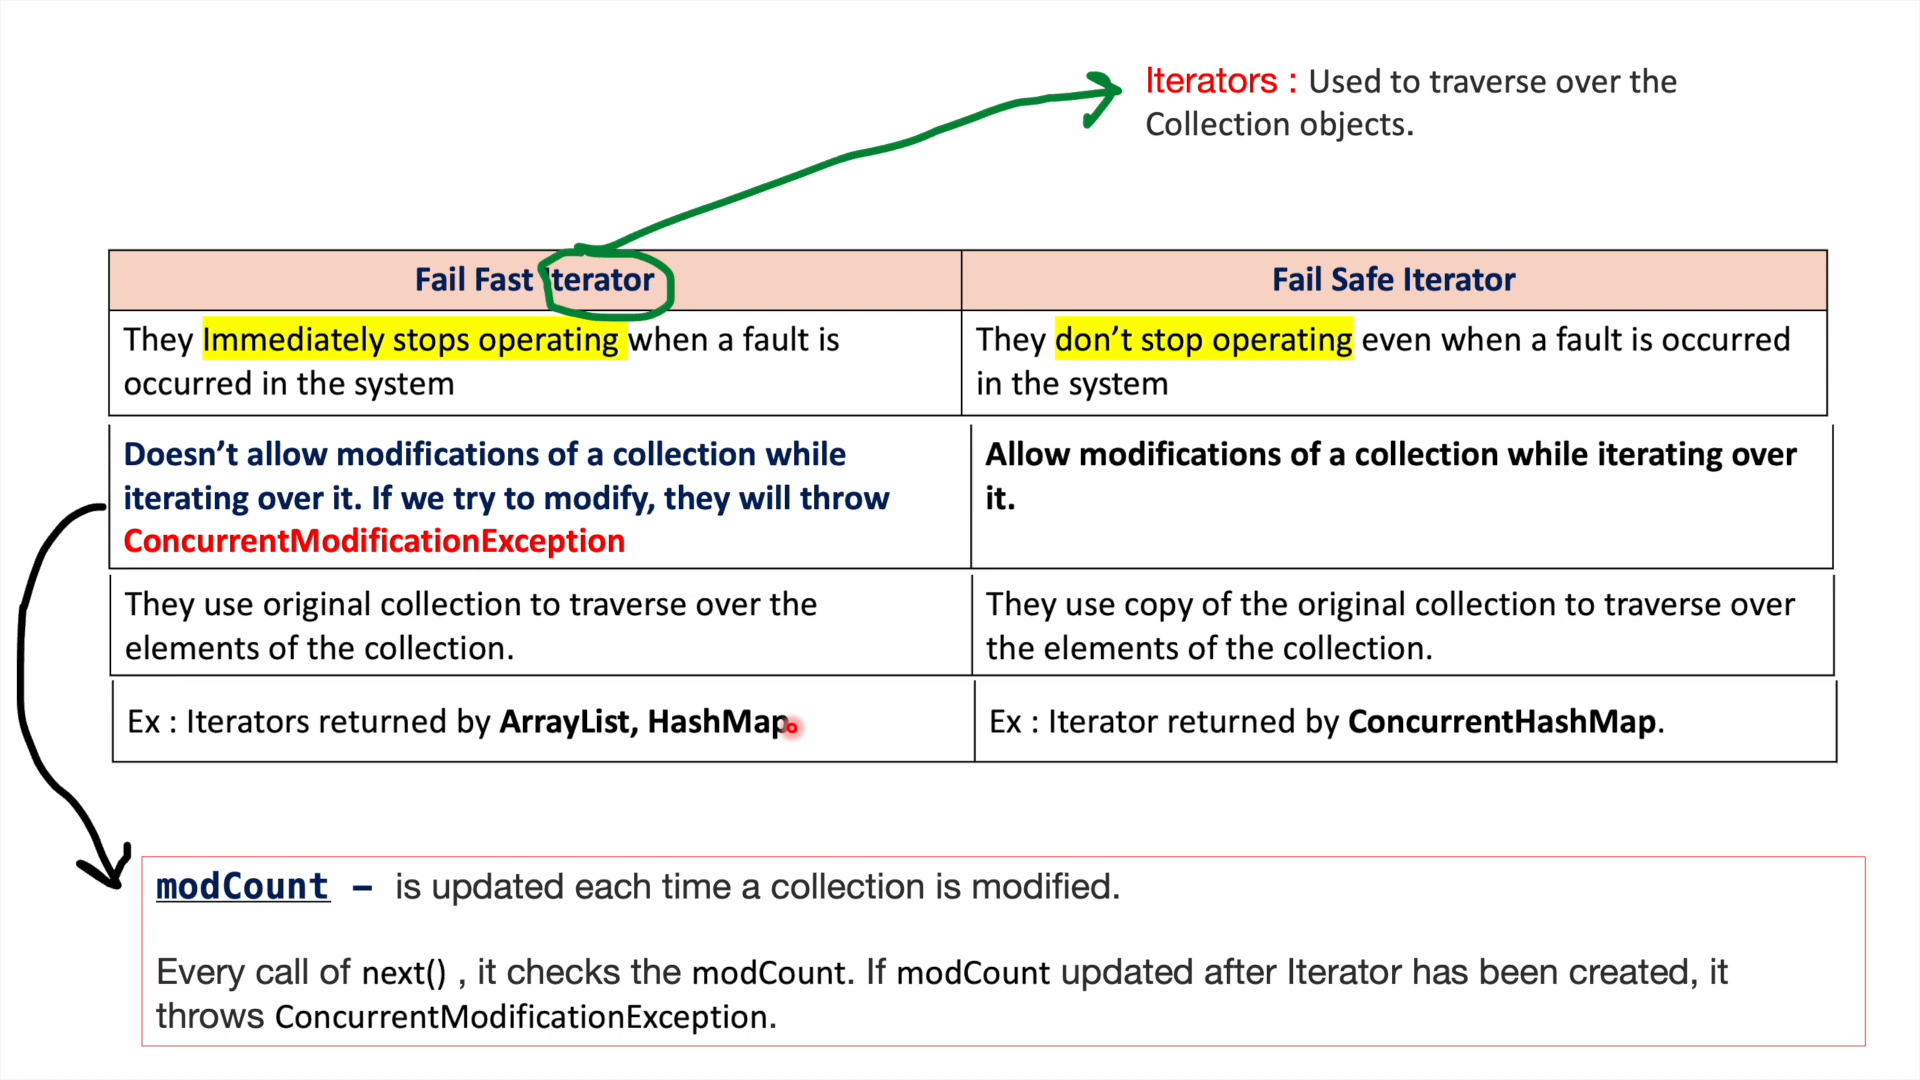 Iterators : Used to traverse over the
Collection objects.
Fail Fast Iterator
Fail Safe Iterator
They Immediately stops operating when a fault is
occurred in the system
They don't stop operating even when a fault is occurred
in the system
Doesn't allow modifications of a collection while
iterating over it. If we try to modify, they will throw
ConcurrentModificationException
Allow modifications of a collection while iterating over
it.
They use original collection to traverse over the
elements of the collection.
They use copy of the original collection to traverse over
the elements of the collection.
Ex : Iterators returned by ArrayList, HashMap.
Ex : Iterator returned by ConcurrentHashMap.
modCount – is updated each time a collection is modified.
Every call of next() , it checks the modCount. If modCount updated after Iterator has been created, it
throws ConcurrentModificationException.